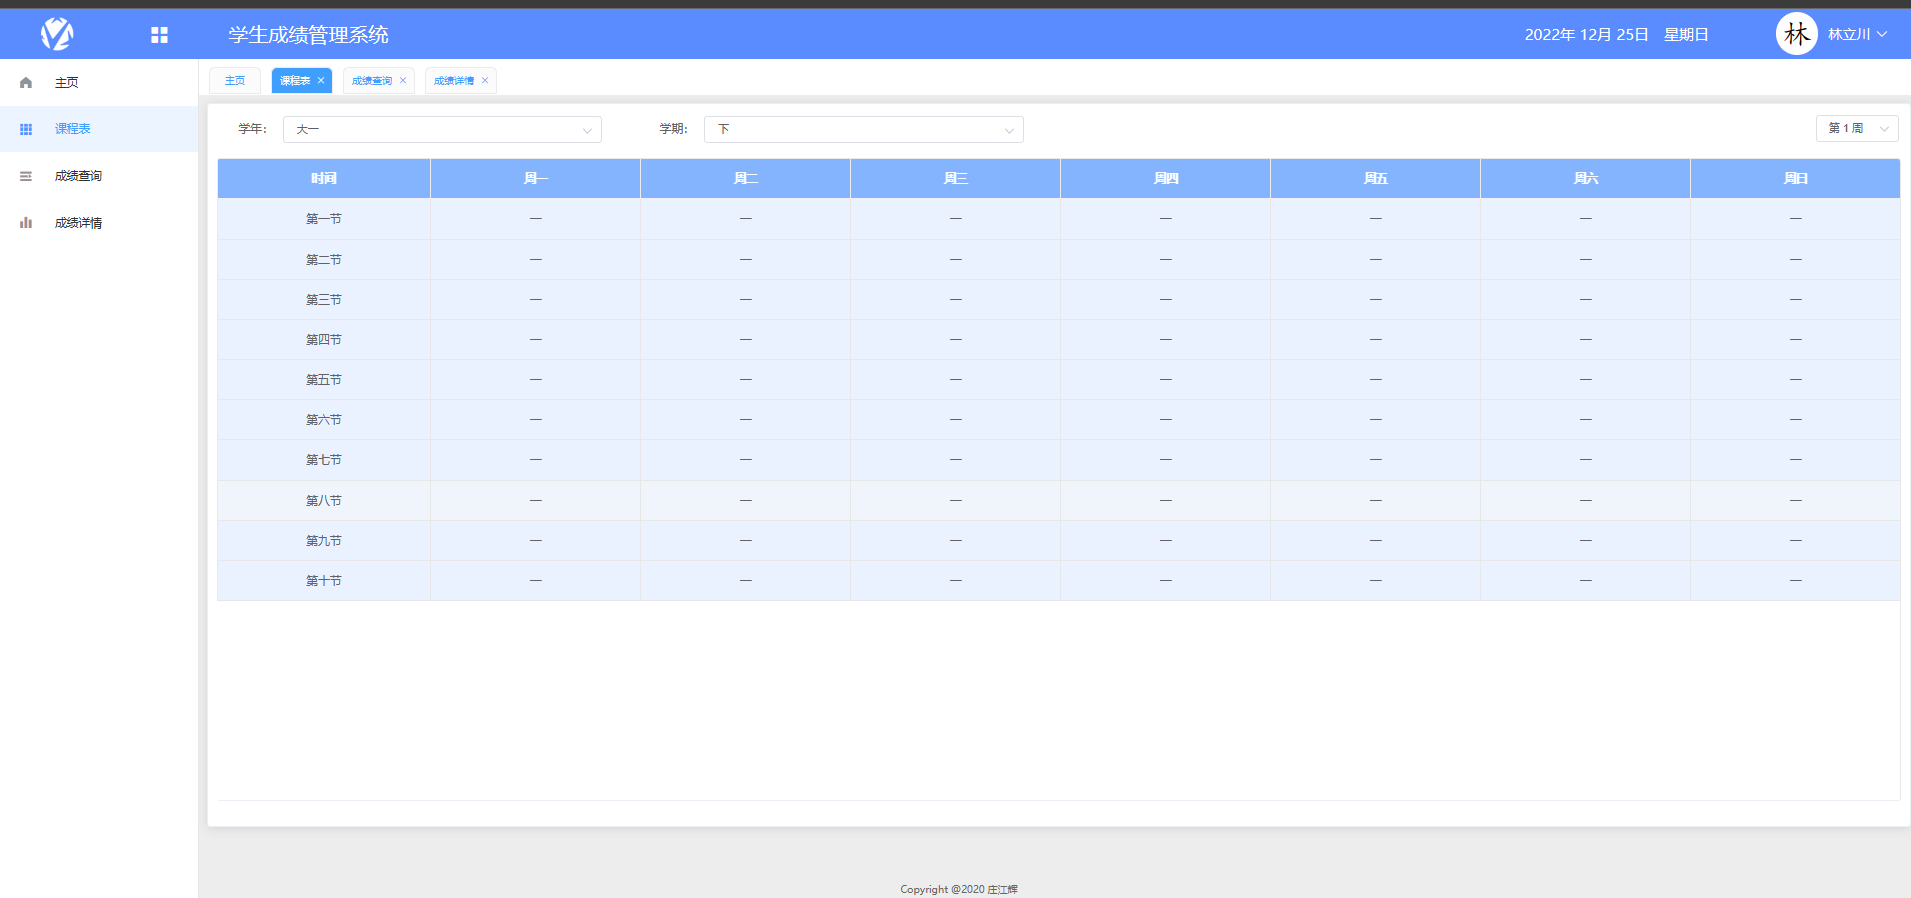 学生成绩管理系统 2022年 12月 25日 星期日 林 林立川
主页
课程表
成绩查询
成绩详情
主页 课程表 成绩查询 成绩详情
学年： 大一 学期： 下 第 1 周
时间 周一 周二 周三 周四 周五 周六 周日
第一节 — — — — — — —
第二节 — — — — — — —
第三节 — — — — — — —
第四节 — — — — — — —
第五节 — — — — — — —
第六节 — — — — — — —
第七节 — — — — — — —
第八节 — — — — — — —
第九节 — — — — — — —
第十节 — — — — — — —
Copyright @2020 庄江辉